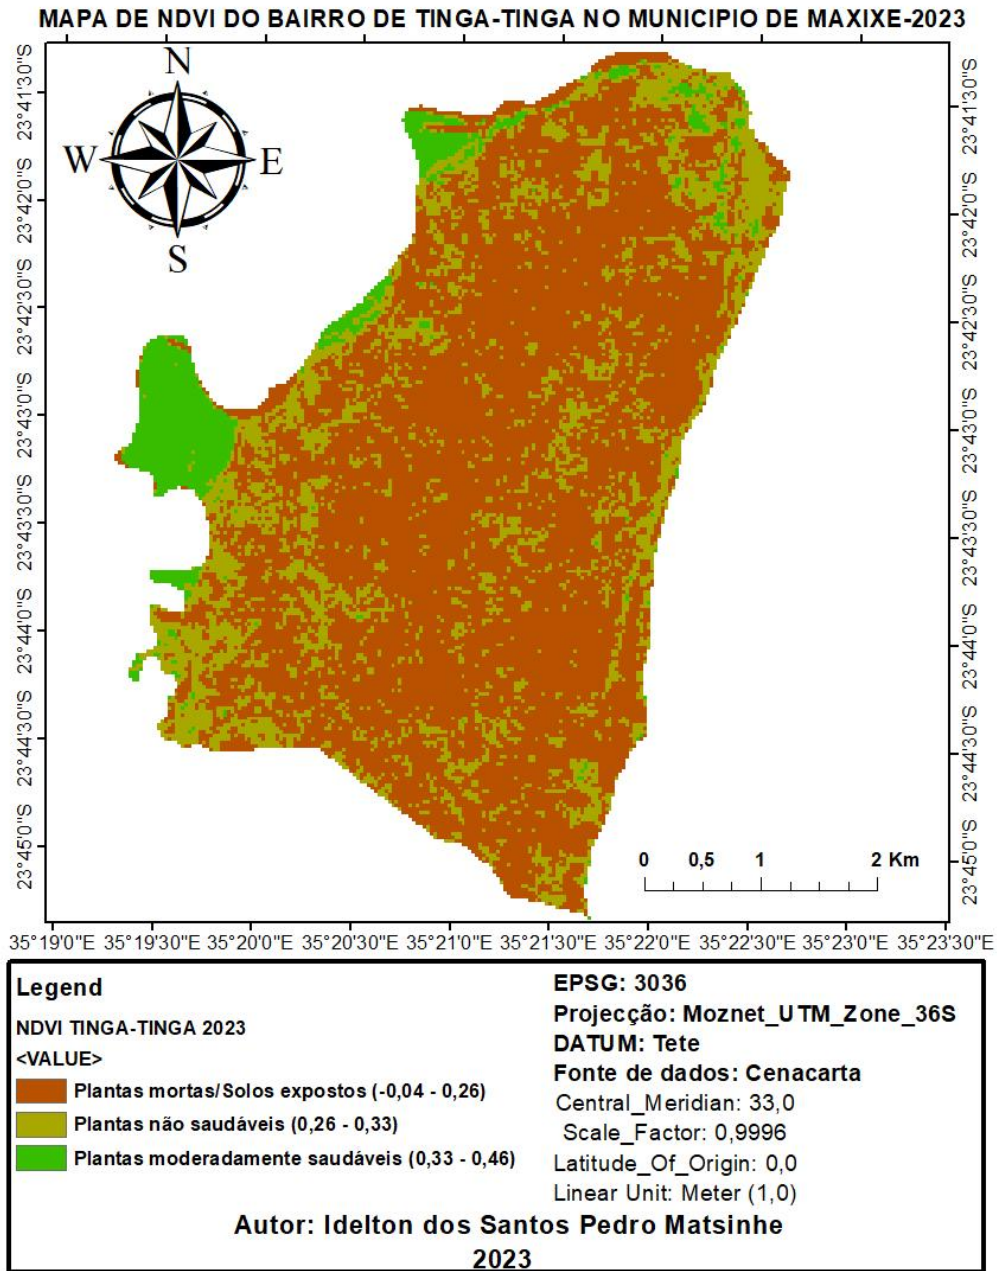 MAPA DE NDVI DO BAIRRO DE TINGA-TINGA NO MUNICIPIO DE MAXIXE-2023
N
W
E
S
23°41'30"S
23°42'0"S
23°42'30"S
23°43'0"S
23°43'30"S
23°44'0"S
23°44'30"S
23°45'0"S
23°41'30"S
23°42'0"S
23°42'30"S
23°43'0"S
23°43'30"S
23°44'0"S
23°44'30"S
23°45'0"S
0 0,5 1 2 Km
35°19'0"E 35°19'30"E 35°20'0"E 35°20'30"E 35°21'0"E 35°21'30"E 35°22'0"E 35°22'30"E 35°23'0"E 35°23'30"E
Legend
NDVI TINGA-TINGA 2023
<VALUE>
Plantas mortas/Solos expostos (-0,04 - 0,26)
Plantas não saudáveis (0,26 - 0,33)
Plantas moderadamente saudáveis (0,33 - 0,46)
EPSG: 3036
Projecção: Moznet_UTM_Zone_36S
DATUM: Tete
Fonte de dados: Cenacarta
Central_Meridian: 33,0
Scale_Factor: 0,9996
Latitude_Of_Origin: 0,0
Linear Unit: Meter (1,0)
Autor: Idelton dos Santos Pedro Matsinhe
2023